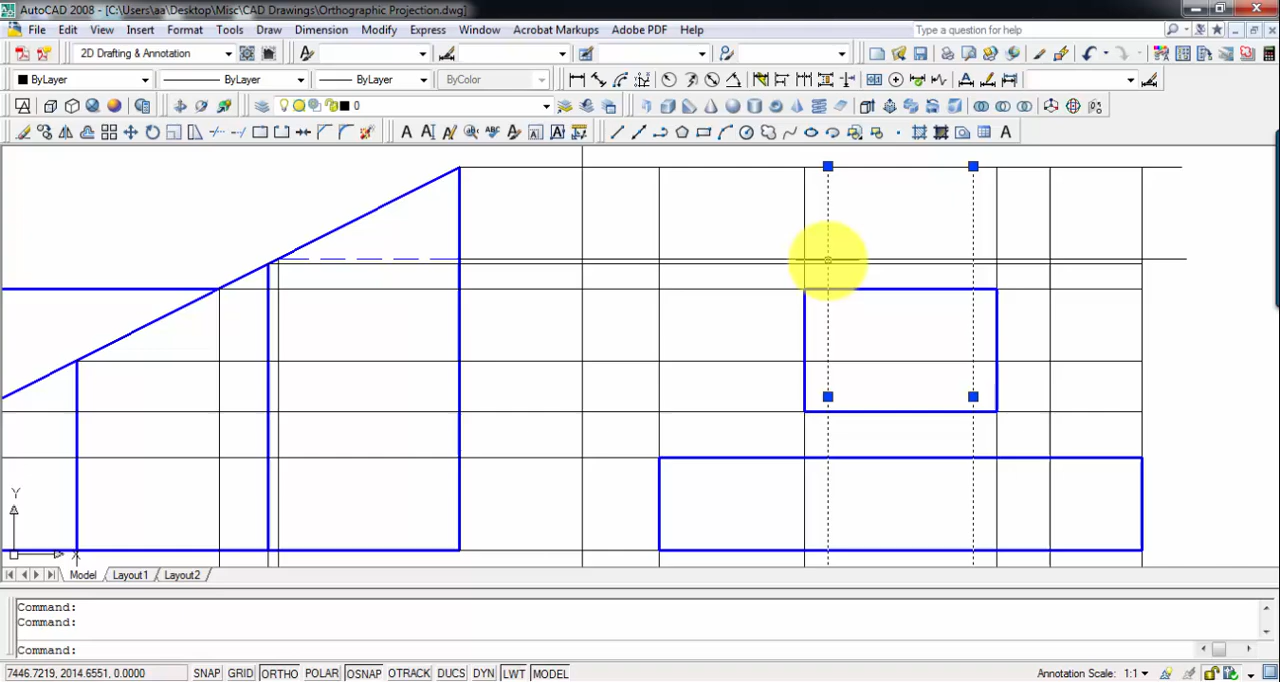 AutoCAD 2008 - [C:\Users\aa\Desktop\Misc\CAD Drawings\Orthographic Projection.dwg]
File Edit View Insert Format Tools Draw Dimension Modify Express Window Acrobat Markups Adobe PDF Help Type a question for help
2D Drafting & Annotation
ByLayer ByLayer ByLayer ByColor
0
Y
X
Model Layout1 Layout2
Command:
Command:
Command:
7446.7219, 2014.6551, 0.0000 SNAP GRID ORTHO POLAR OSNAP OTRACK DUCS DYN LWT MODEL Annotation Scale: 1:1